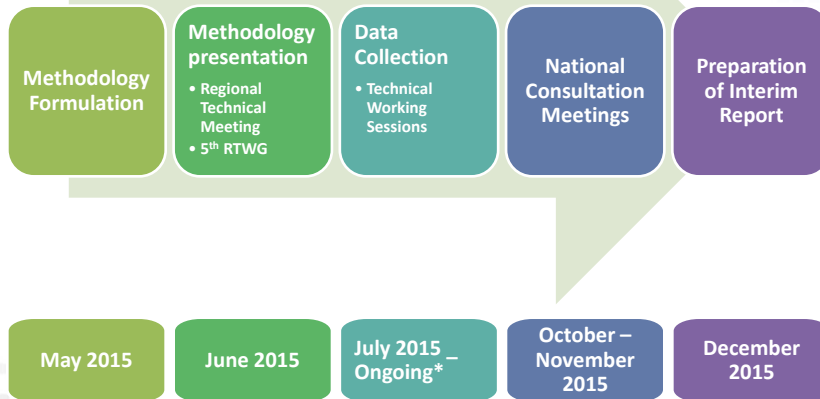 Methodology
Formulation
Methodology
presentation
• Regional
Technical
Meeting
• 5th RTWG
Data
Collection
• Technical
Working
Sessions
National
Consultation
Meetings
Preparation
of Interim
Report
May 2015
June 2015
July 2015 –
Ongoing*
October –
November
2015
December
2015